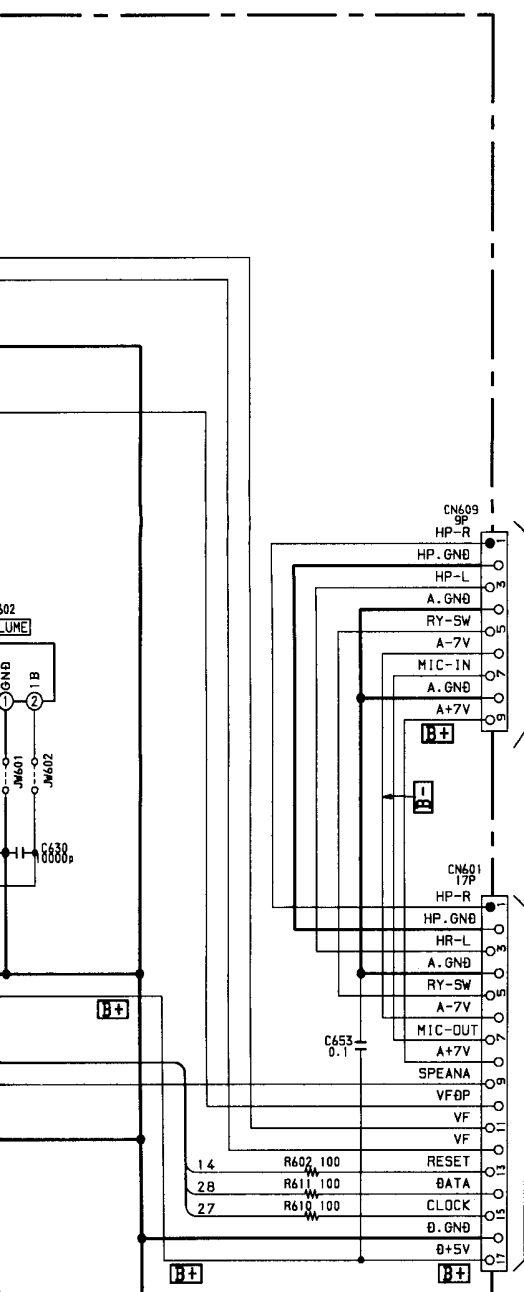 CN609
9P
HP-R
1
HP.GND
HP-L
3
A.GND
RY-SW
5
A-7V
MIC-IN
7
A.GND
A+7V
9
B+
602
LUME
GND
1B
1
2
JW601
JW602
C630
10000p
B-
CN601
17P
HP-R
1
HP.GND
HR-L
3
A.GND
RY-SW
5
B+
A-7V
MIC-OUT
7
C653
0.1
A+7V
SPEANA
9
VFDP
VF
11
VF
14
R602 100
RESET
13
28
R611 100
DATA
27
R610 100
CLOCK
15
D.GND
D+5V
17
B+
B+